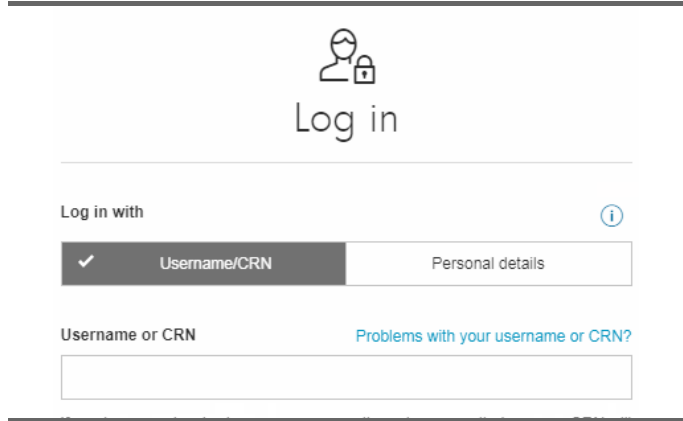 Log in
Log in with
Username/CRN
Personal details
Username or CRN
Problems with your username or CRN?